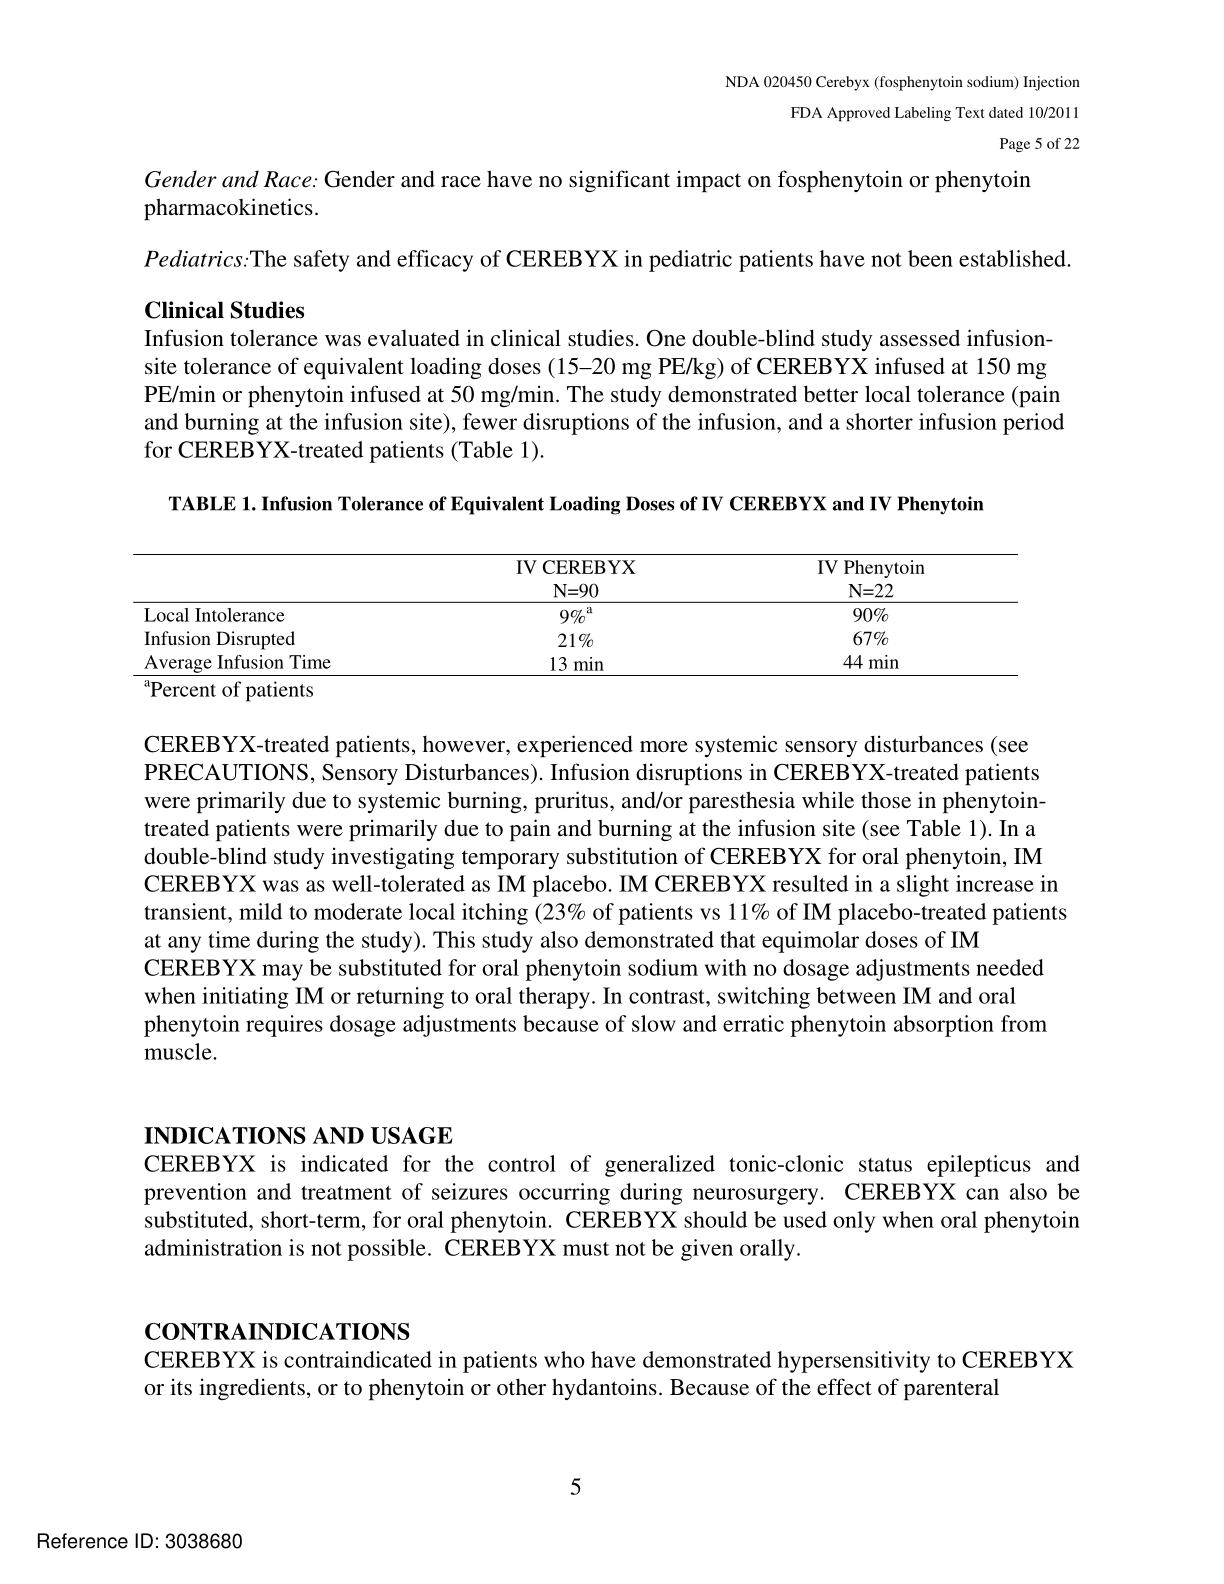 NDA 020450 Cerebyx (fosphenytoin sodium) Injection
FDA Approved Labeling Text dated 10/2011
Page 5 of 22
Gender and Race: Gender and race have no significant impact on fosphenytoin or phenytoin
pharmacokinetics.
Pediatrics:The safety and efficacy of CEREBYX in pediatric patients have not been established.
Clinical Studies
Infusion tolerance was evaluated in clinical studies. One double-blind study assessed infusion-
site tolerance of equivalent loading doses (15–20 mg PE/kg) of CEREBYX infused at 150 mg
PE/min or phenytoin infused at 50 mg/min. The study demonstrated better local tolerance (pain
and burning at the infusion site), fewer disruptions of the infusion, and a shorter infusion period
for CEREBYX-treated patients (Table 1).
TABLE 1. Infusion Tolerance of Equivalent Loading Doses of IV CEREBYX and IV Phenytoin
IV CEREBYX IV Phenytoin
N=90 N=22
Local Intolerance 9%a 90%
Infusion Disrupted 21% 67%
Average Infusion Time 13 min 44 min
aPercent of patients
CEREBYX-treated patients, however, experienced more systemic sensory disturbances (see
PRECAUTIONS, Sensory Disturbances). Infusion disruptions in CEREBYX-treated patients
were primarily due to systemic burning, pruritus, and/or paresthesia while those in phenytoin-
treated patients were primarily due to pain and burning at the infusion site (see Table 1). In a
double-blind study investigating temporary substitution of CEREBYX for oral phenytoin, IM
CEREBYX was as well-tolerated as IM placebo. IM CEREBYX resulted in a slight increase in
transient, mild to moderate local itching (23% of patients vs 11% of IM placebo-treated patients
at any time during the study). This study also demonstrated that equimolar doses of IM
CEREBYX may be substituted for oral phenytoin sodium with no dosage adjustments needed
when initiating IM or returning to oral therapy. In contrast, switching between IM and oral
phenytoin requires dosage adjustments because of slow and erratic phenytoin absorption from
muscle.
INDICATIONS AND USAGE
CEREBYX is indicated for the control of generalized tonic-clonic status epilepticus and
prevention and treatment of seizures occurring during neurosurgery. CEREBYX can also be
substituted, short-term, for oral phenytoin. CEREBYX should be used only when oral phenytoin
administration is not possible. CEREBYX must not be given orally.
CONTRAINDICATIONS
CEREBYX is contraindicated in patients who have demonstrated hypersensitivity to CEREBYX
or its ingredients, or to phenytoin or other hydantoins. Because of the effect of parenteral
5
Reference ID: 3038680